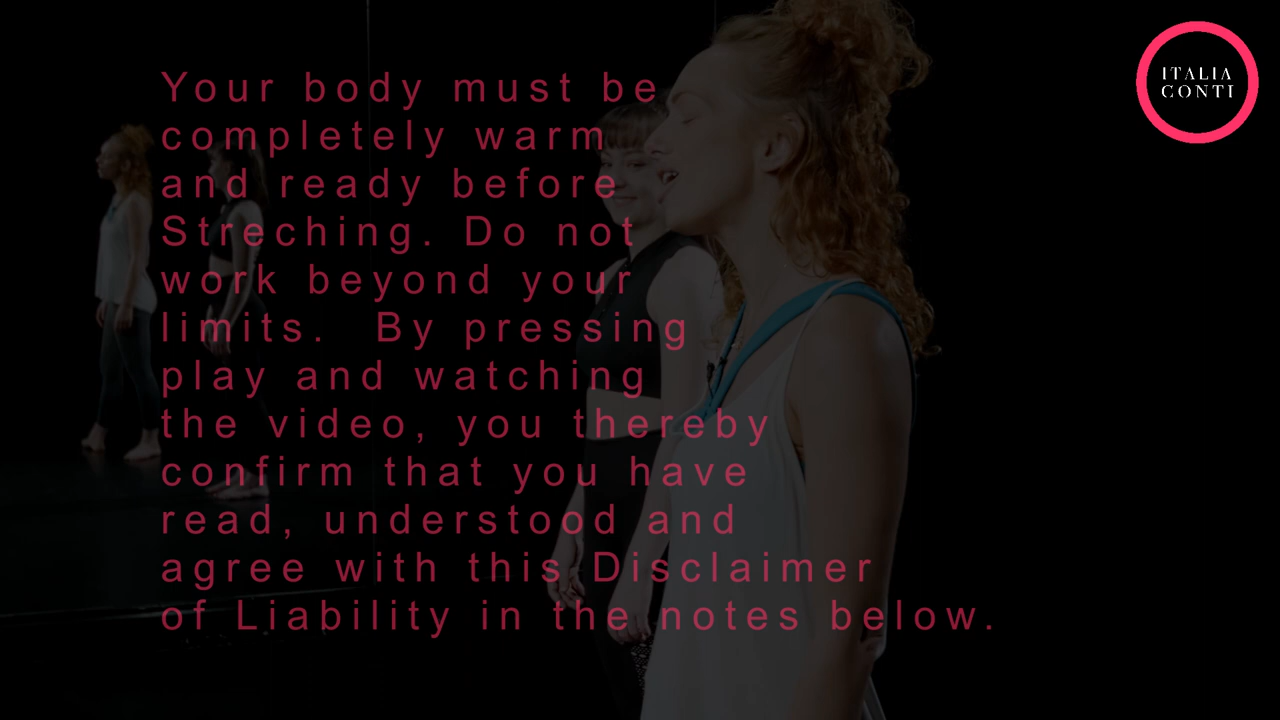 Your body must be
completely warm
and ready before
Streching. Do not
work beyond your
limits.  By pressing
play and watching
the video, you thereby
confirm that you have
read, understood and
agree with this Disclaimer
of Liability in the notes below.
ITALIA
CONTI